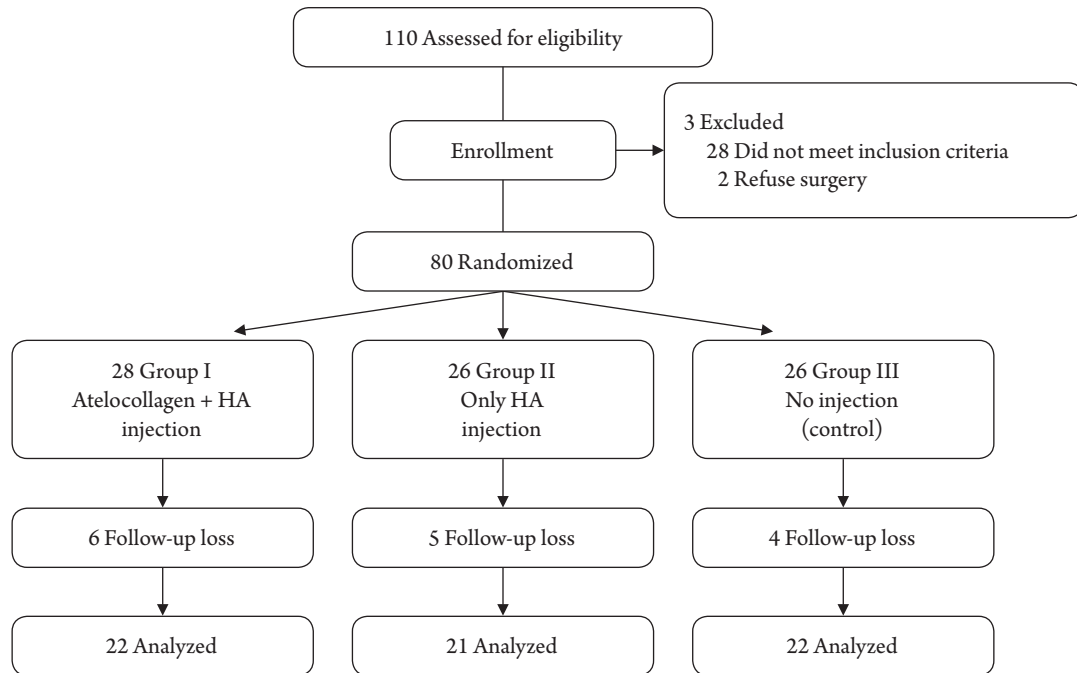 110 Assessed for eligibility
Enrollment
3 Excluded
28 Did not meet inclusion criteria
2 Refuse surgery
80 Randomized
28 Group I
Atelocollagen + HA
injection
26 Group II
Only HA
injection
26 Group III
No injection
(control)
6 Follow-up loss
5 Follow-up loss
4 Follow-up loss
22 Analyzed
21 Analyzed
22 Analyzed